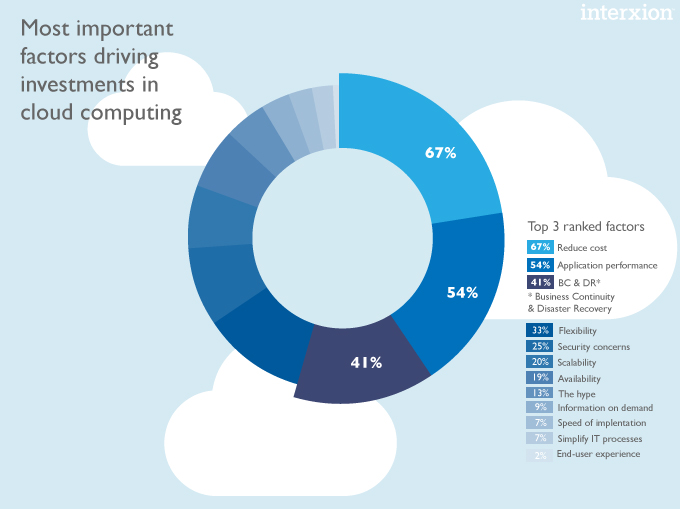 interxion
Most important
factors driving
investments in
cloud computing
67%
54%
41%
Top 3 ranked factors
67% Reduce cost
54% Application performance
41% BC & DR*
* Business Continuity
& Disaster Recovery
33% Flexibility
25% Security concerns
20% Scalability
19% Availability
13% The hype
9% Information on demand
7% Speed of implentation
7% Simplify IT processes
2% End-user experience